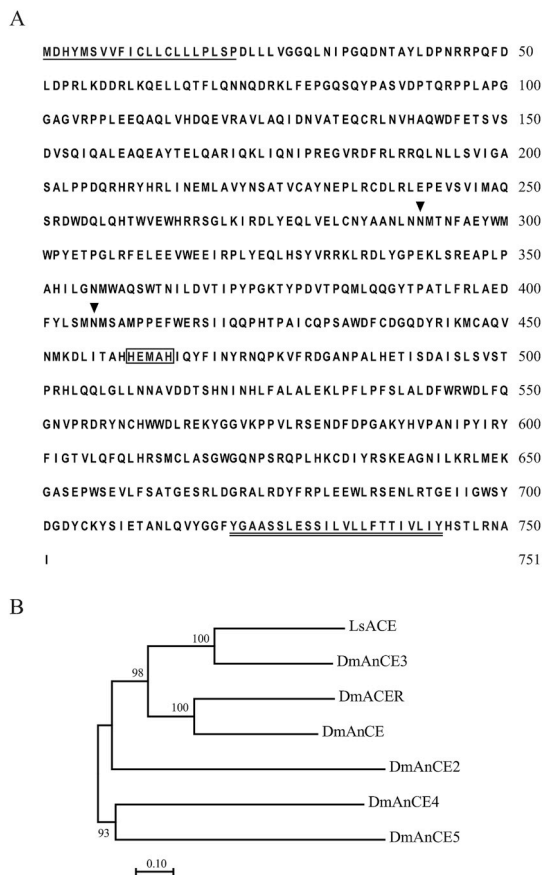 A
MDHYMSVVFICLLCLLLPLSPDLLLVGGQLNIPGQDNTAYLDPNRRPQFD 50
LDPRLKDDRLKQELLQTFLQNNQDRKLFEPGQSQYPASVDPTQRPPLAPG 100
GAGVRPPLEEQAQLVHDQEVRAVLAQIDNVATEQCRLNVHAQWDFETSVS 150
DVSQIQALEAQEAYTELQARIQKLIQNIPREGVRDFRLRRQLNLLSVIGA 200
SALPPDQRHRYHRLINEMLAVYNSATVCAYNEPLRCDLRLEPEVSVIMAQ 250
SRDWDQLQHTWVEWHRRSGLKIRDLYEQLVELCNYAANLNNMTNFAEYWM 300
WPYETPGLRFELEEVWEEIRPLYEQLHSYVRRKLRDLYGPEKLSREAPLP 350
AHILGNMWAQSWTNILDVTIPYPGKTYPDVTPQMLQQGYTPATLFRLAED 400
FYLSMNMSAMPPEFWERSIIQQPHTPAICQPSAWDFCDGQDYRIKMCAQV 450
NMKDLITAHHEMAHIQYFINYRNQPKVFRDGANPALHETISDAISLSVST 500
PRHLQQLGLLNNAVDDTSHNINHLFALALEKLPFLPFSLALDFWRWDLFQ 550
GNVPRDRYNCHWWDLREKYGGVKPPVLRSENDFDPGAKYHVPANIPYIRY 600
FIGTVLQFQLHRSMCLASGWGQNPSRQPLHKCDIYRSKEAGNILKRLMEK 650
GASEPWSEVLFSATGESRLDGRALRDYFRPLEEWLRSENLRTGEIIGWSY 700
DGDYCKYSIETANLQVYGGFYGAASSLESSILVLLFTTIVLIYHSTLRNA 750
I 751
B
LsACE
100
DmAnCE3
98
DmACER
100
DmAnCE
DmAnCE2
DmAnCE4
93
DmAnCE5
0.10